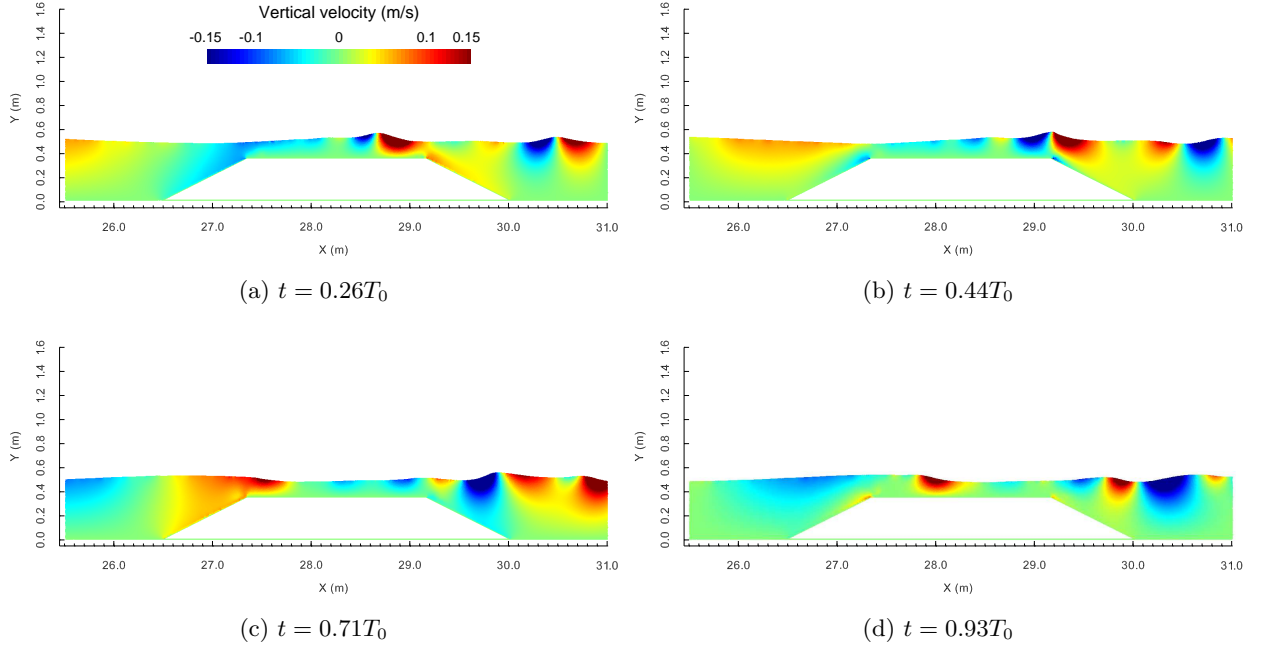 Vertical velocity (m/s)
-0.15 -0.1 0 0.1 0.15
Y (m)
0.0 0.2 0.4 0.6 0.8 1.0 1.2 1.4 1.6
26.0 27.0 28.0 29.0 30.0 31.0
X (m)
(a) t = 0.26T₀
Y (m)
0.0 0.2 0.4 0.6 0.8 1.0 1.2 1.4 1.6
26.0 27.0 28.0 29.0 30.0 31.0
X (m)
(b) t = 0.44T₀
Y (m)
0.0 0.2 0.4 0.6 0.8 1.0 1.2 1.4 1.6
26.0 27.0 28.0 29.0 30.0 31.0
X (m)
(c) t = 0.71T₀
Y (m)
0.0 0.2 0.4 0.6 0.8 1.0 1.2 1.4 1.6
26.0 27.0 28.0 29.0 30.0 31.0
X (m)
(d) t = 0.93T₀